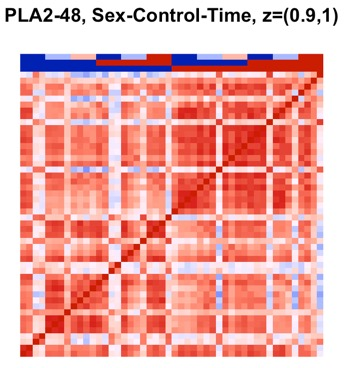 PLA2-48, Sex-Control-Time, z=(0.9,1)